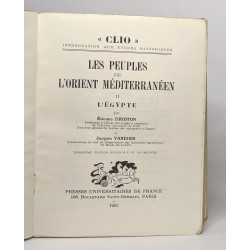 « CLIO »
INTRODUCTION AUX ÉTUDES HISTORIQUES
LES PEUPLES
DE
L'ORIENT MÉDITERRANÉEN
II
L'ÉGYPTE
par
Étienne DRIOTON
et
Jacques VANDIER
PRESSES UNIVERSITAIRES DE FRANCE
108, BOULEVARD SAINT-GERMAIN, PARIS
1952